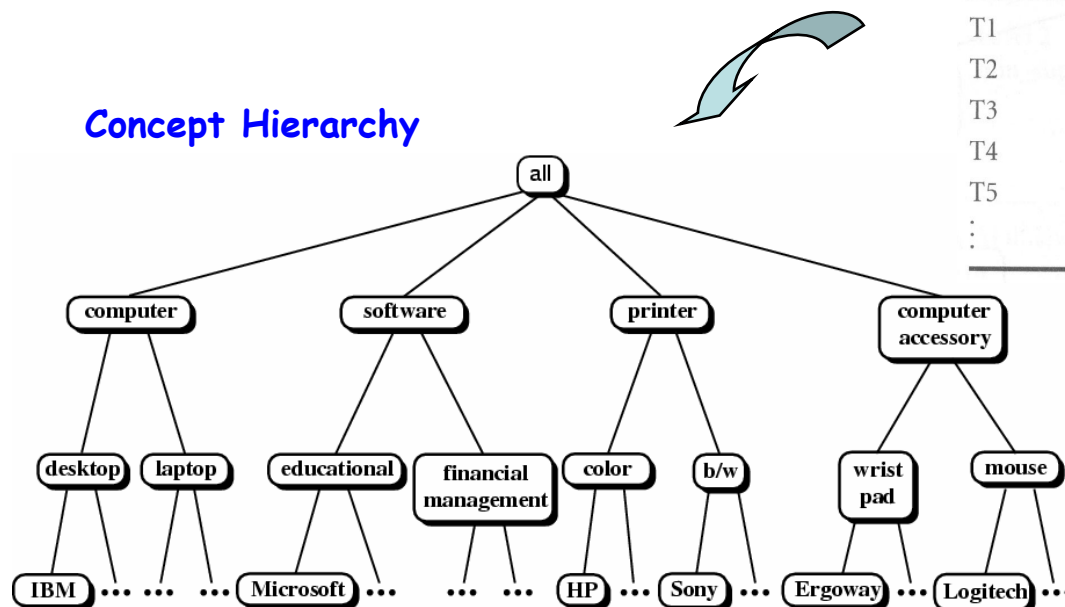 T1
T2
T3
T4
T5
⋮
Concept Hierarchy
all
computer
software
printer
computer
accessory
desktop
laptop
educational
financial
management
color
b/w
wrist
pad
mouse
IBM ... ... ... Microsoft ... ... ... HP ... Sony ... Ergoway ... Logitech ...